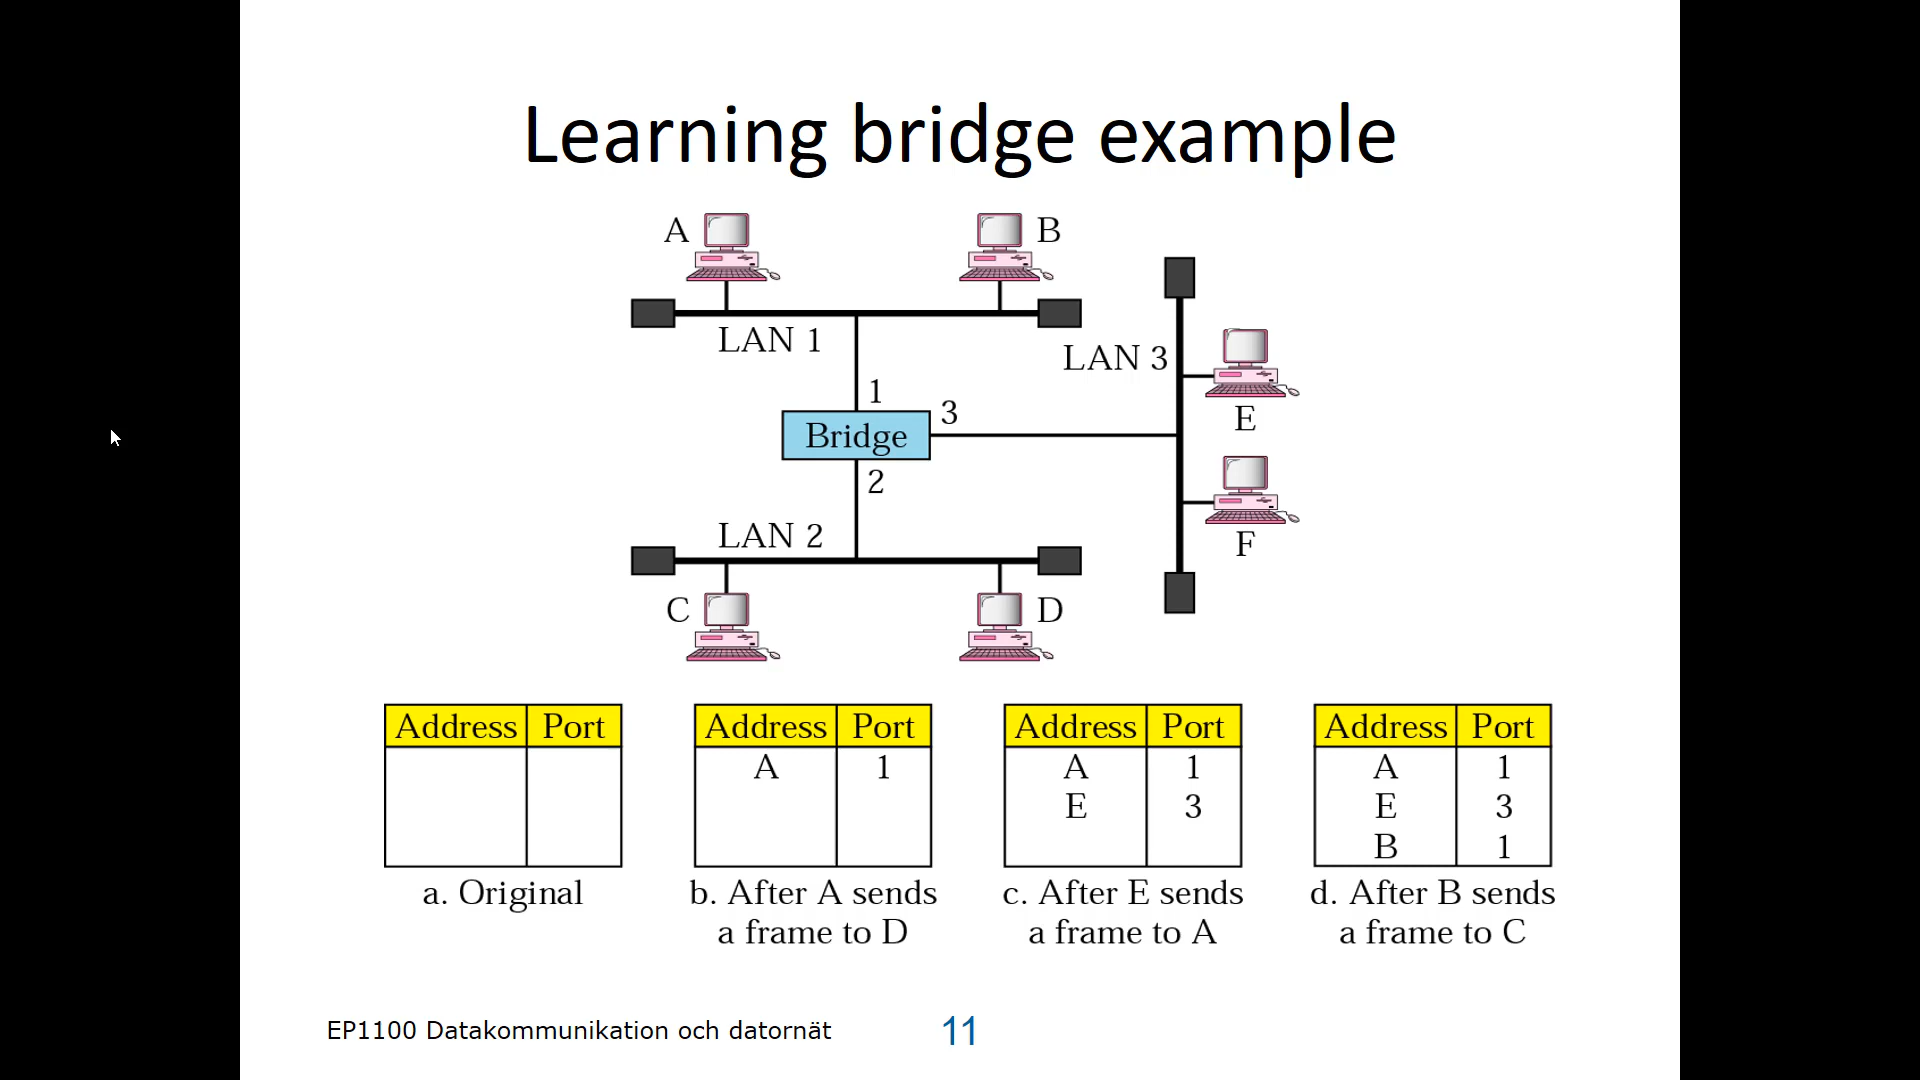 Learning bridge example
A
B
LAN 1
LAN 3
1
3
E
Bridge
2
LAN 2
F
C
D
Address Port
Address Port
A 1
Address Port
A 1
E 3
Address Port
A 1
E 3
B 1
a. Original
b. After A sends
a frame to D
c. After E sends
a frame to A
d. After B sends
a frame to C
EP1100 Datakommunikation och datornät
11